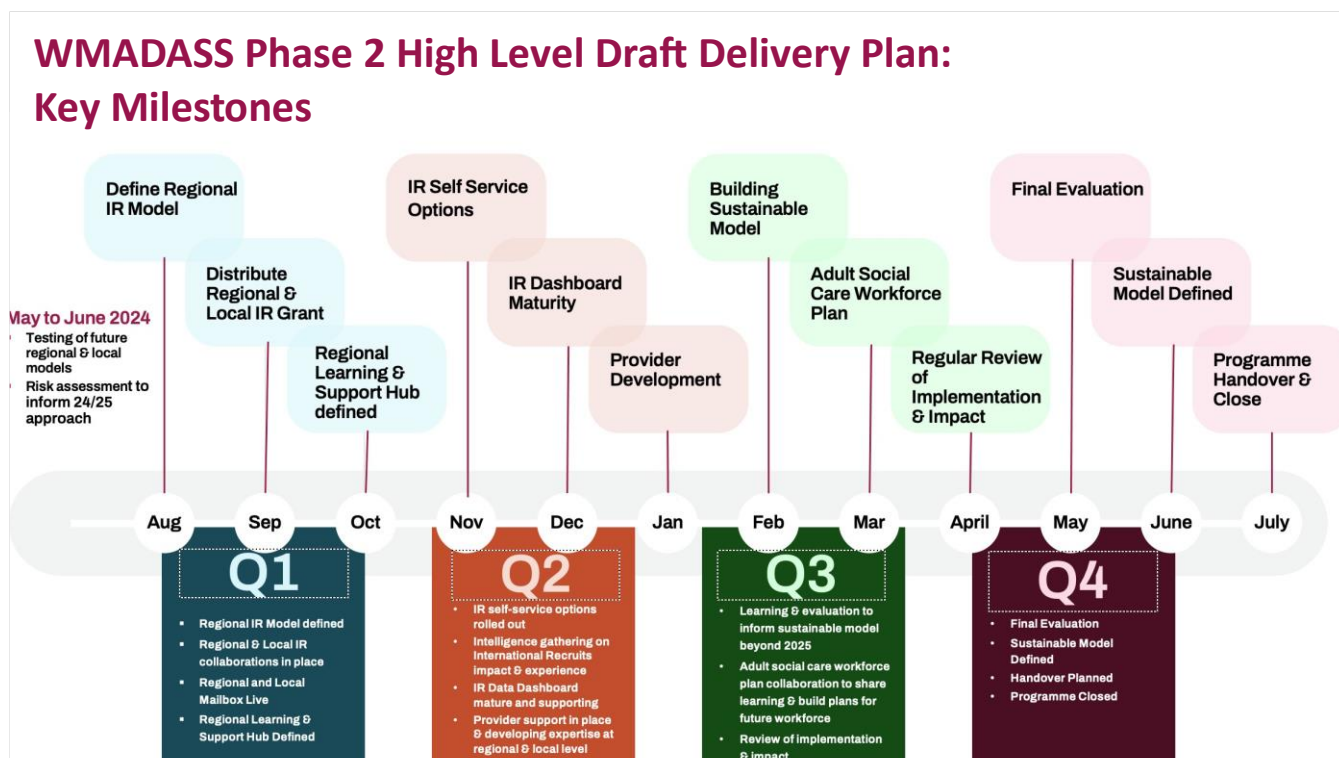 WMADASS Phase 2 High Level Draft Delivery Plan:
Key Milestones
Define Regional
IR Model
Distribute
Regional &
Local IR Grant
Regional
Learning &
Support Hub
defined
IR Self Service
Options
IR Dashboard
Maturity
Provider
Development
Building
Sustainable
Model
Adult Social
Care Workforce
Plan
Regular Review
of
Implementation
& Impact
Final Evaluation
Sustainable
Model Defined
Programme
Handover &
Close
May to June 2024
Testing of future
regional & local
models
Risk assessment to
inform 24/25
approach
Aug
Sep
Oct
Nov
Dec
Jan
Feb
Mar
April
May
June
July
Q1
▪ Regional IR Model defined
▪ Regional & Local IR
collaborations in place
▪ Regional and Local
Mailbox Live
▪ Regional Learning &
Support Hub Defined
Q2
• IR self-service options
rolled out
• Intelligence gathering on
International Recruits
impact & experience
• IR Data Dashboard
mature and supporting
• Provider support in place
& developing expertise at
regional & local level
Q3
• Learning & evaluation to
inform sustainable model
beyond 2025
• Adult social care workforce
plan collaboration to share
learning & build plans for
future workforce
• Review of implementation
& impact
Q4
• Final Evaluation
• Sustainable Model
Defined
• Handover Planned
• Programme Closed